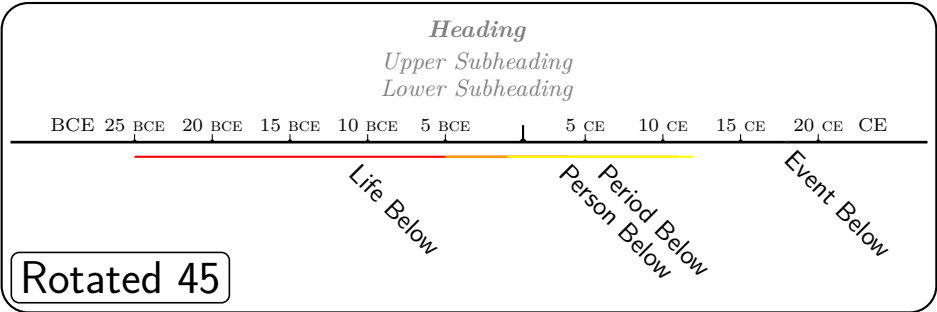 Heading
Upper Subheading
Lower Subheading
BCE 25 BCE 20 BCE 15 BCE 10 BCE 5 BCE 5 CE 10 CE 15 CE 20 CE CE
Life Below
Person Below
Period Below
Event Below
Rotated 45